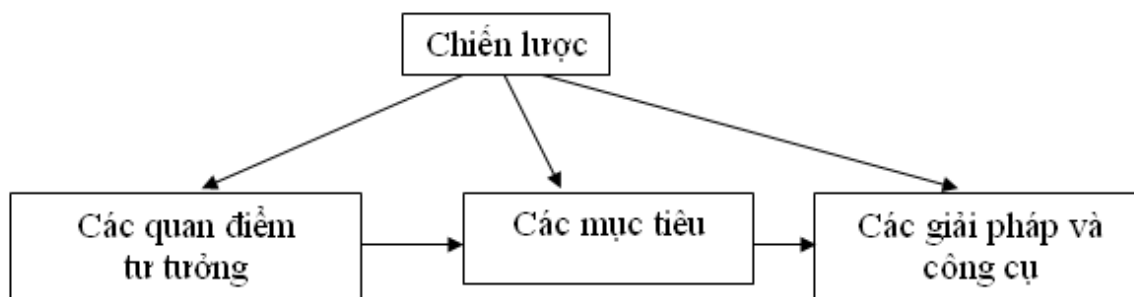 Chiến lược
Các quan điểm
tư tưởng
Các mục tiêu
Các giải pháp và
công cụ